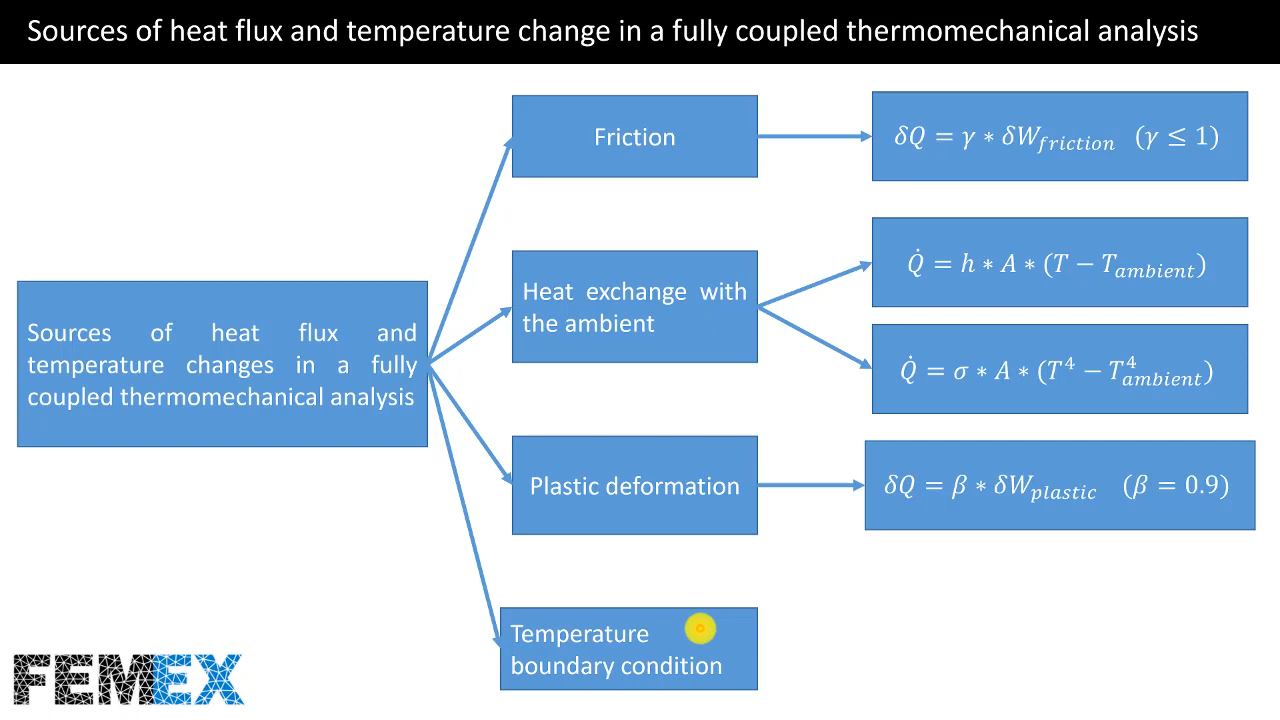 Sources of heat flux and temperature change in a fully coupled thermomechanical analysis
Friction
δQ = γ ∗ δW_friction (γ ≤ 1)
Heat exchange with
the ambient
Q̇ = h ∗ A ∗ (T − T_ambient)
Q̇ = σ ∗ A ∗ (T⁴ − T⁴_ambient)
Sources of heat flux and
temperature changes in a fully
coupled thermomechanical analysis
Plastic deformation
δQ = β ∗ δW_plastic (β = 0.9)
Temperature
boundary condition
FEMEX